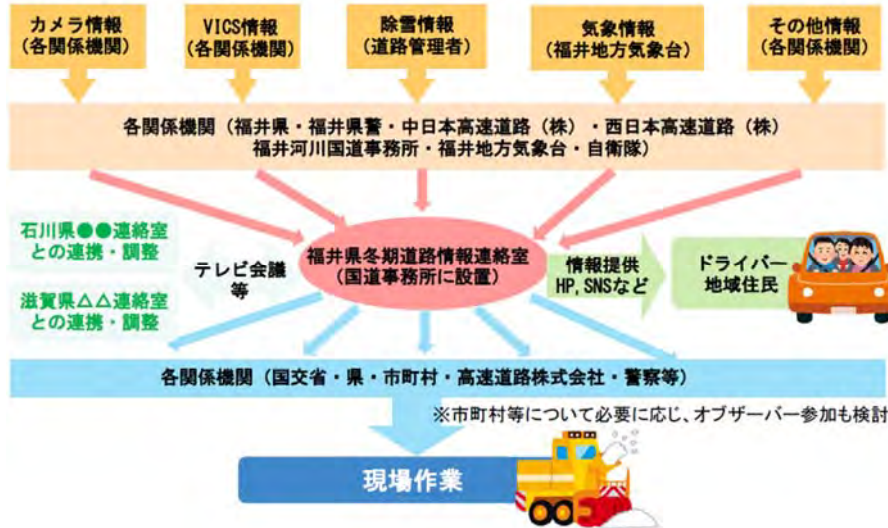 カメラ情報
(各関係機関)
VICS情報
(各関係機関)
除雪情報
(道路管理者)
気象情報
(福井地方気象台)
その他情報
(各関係機関)
各関係機関(福井県・福井県警・中日本高速道路(株)・西日本高速道路(株)
福井河川国道事務所・福井地方気象台・自衛隊)
石川県●●連絡室
との連携・調整
滋賀県△△連絡室
との連携・調整
テレビ会議
等
福井県冬期道路情報連絡室
(国道事務所に設置)
情報提供
HP,SNSなど
ドライバー
地域住民
各関係機関(国交省・県・市町村・高速道路株式会社・警察等)
※市町村等について必要に応じ、オブザーバー参加も検討
現場作業